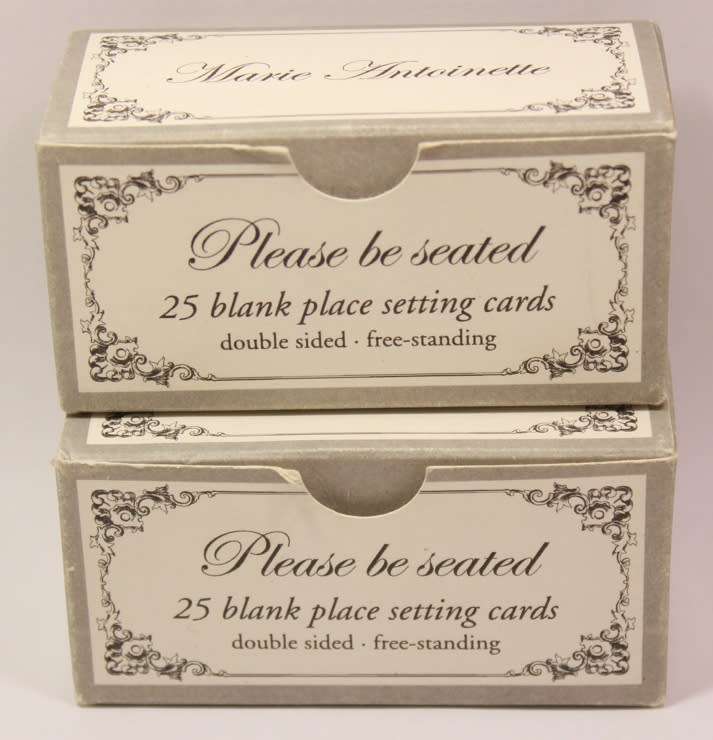 Marie Antoinette
Please be seated
25 blank place setting cards
double sided · free-standing
Please be seated
25 blank place setting cards
double sided · free-standing